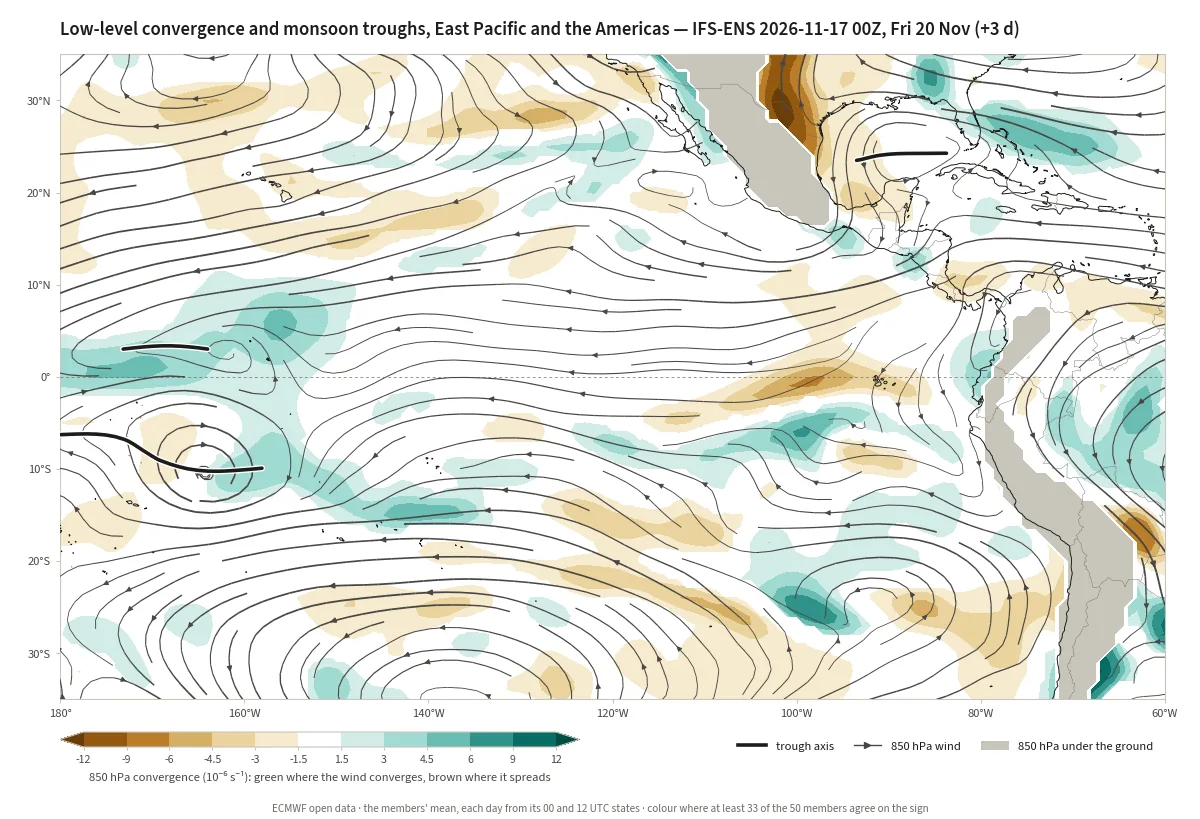 Low-level convergence and monsoon troughs, East Pacific and the Americas — IFS-ENS 2026-11-17 00Z, Fri 20 Nov (+3 d)
30°N
20°N
10°N
0°
10°S
20°S
30°S
180° 160°W 140°W 120°W 100°W 80°W 60°W
-12 -9 -6 -4.5 -3 -1.5 1.5 3 4.5 6 9 12
850 hPa convergence (10⁻⁶ s⁻¹): green where the wind converges, brown where it spreads
trough axis 850 hPa wind 850 hPa under the ground
ECMWF open data · the members' mean, each day from its 00 and 12 UTC states · colour where at least 33 of the 50 members agree on the sign